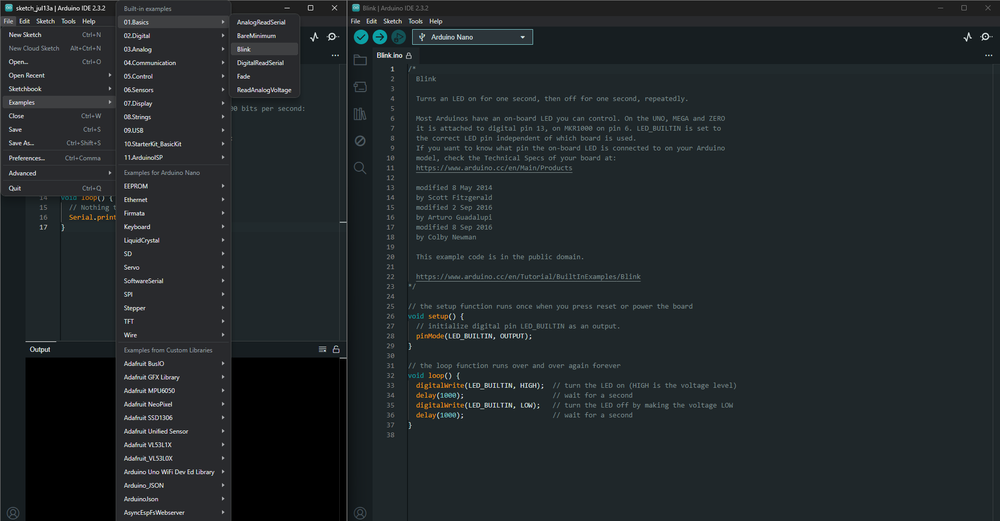 sketch_jul13a | Arduino IDE 2.3.2
File Edit Sketch Tools Help
New Sketch Ctrl+N
New Cloud Sketch Alt+Ctrl+N
Open... Ctrl+O
Open Recent
Sketchbook
Examples
Close Ctrl+W
Save Ctrl+S
Save As... Ctrl+Shift+S
Preferences... Ctrl+Comma
Advanced
Quit Ctrl+Q
Built-in examples
01.Basics
02.Digital
03.Analog
04.Communication
05.Control
06.Sensors
07.Display
08.Strings
09.USB
10.StarterKit_BasicKit
11.ArduinoISP
Examples for Arduino Nano
EEPROM
Ethernet
Firmata
Keyboard
LiquidCrystal
SD
Servo
SoftwareSerial
SPI
Stepper
TFT
Wire
Examples from Custom Libraries
Adafruit BusIO
Adafruit GFX Library
Adafruit MPU6050
Adafruit NeoPixel
Adafruit SSD1306
Adafruit Unified Sensor
Adafruit VL53L1X
Adafruit_VL53L0X
Arduino Uno WiFi Dev Ed Library
Arduino_JSON
ArduinoJson
AsyncEspFsWebserver
AnalogReadSerial
BareMinimum
Blink
DigitalReadSerial
Fade
ReadAnalogVoltage
00 bits per second:
:
14 void loop() {
15 // Nothing t
16 Serial.print
17 }
Output
Blink | Arduino IDE 2.3.2
File Edit Sketch Tools Help
Arduino Nano
Blink.ino
1 /*
2 Blink
3
4 Turns an LED on for one second, then off for one second, repeatedly.
5
6 Most Arduinos have an on-board LED you can control. On the UNO, MEGA and ZERO
7 it is attached to digital pin 13, on MKR1000 on pin 6. LED_BUILTIN is set to
8 the correct LED pin independent of which board is used.
9 If you want to know what pin the on-board LED is connected to on your Arduino
10 model, check the Technical Specs of your board at:
11 https://www.arduino.cc/en/Main/Products
12
13 modified 8 May 2014
14 by Scott Fitzgerald
15 modified 2 Sep 2016
16 by Arturo Guadalupi
17 modified 8 Sep 2016
18 by Colby Newman
19
20 This example code is in the public domain.
21
22 https://www.arduino.cc/en/Tutorial/BuiltInExamples/Blink
23 */
24
25 // the setup function runs once when you press reset or power the board
26 void setup() {
27 // initialize digital pin LED_BUILTIN as an output.
28 pinMode(LED_BUILTIN, OUTPUT);
29 }
30
31 // the loop function runs over and over again forever
32 void loop() {
33 digitalWrite(LED_BUILTIN, HIGH); // turn the LED on (HIGH is the voltage level)
34 delay(1000); // wait for a second
35 digitalWrite(LED_BUILTIN, LOW); // turn the LED off by making the voltage LOW
36 delay(1000); // wait for a second
37 }
38